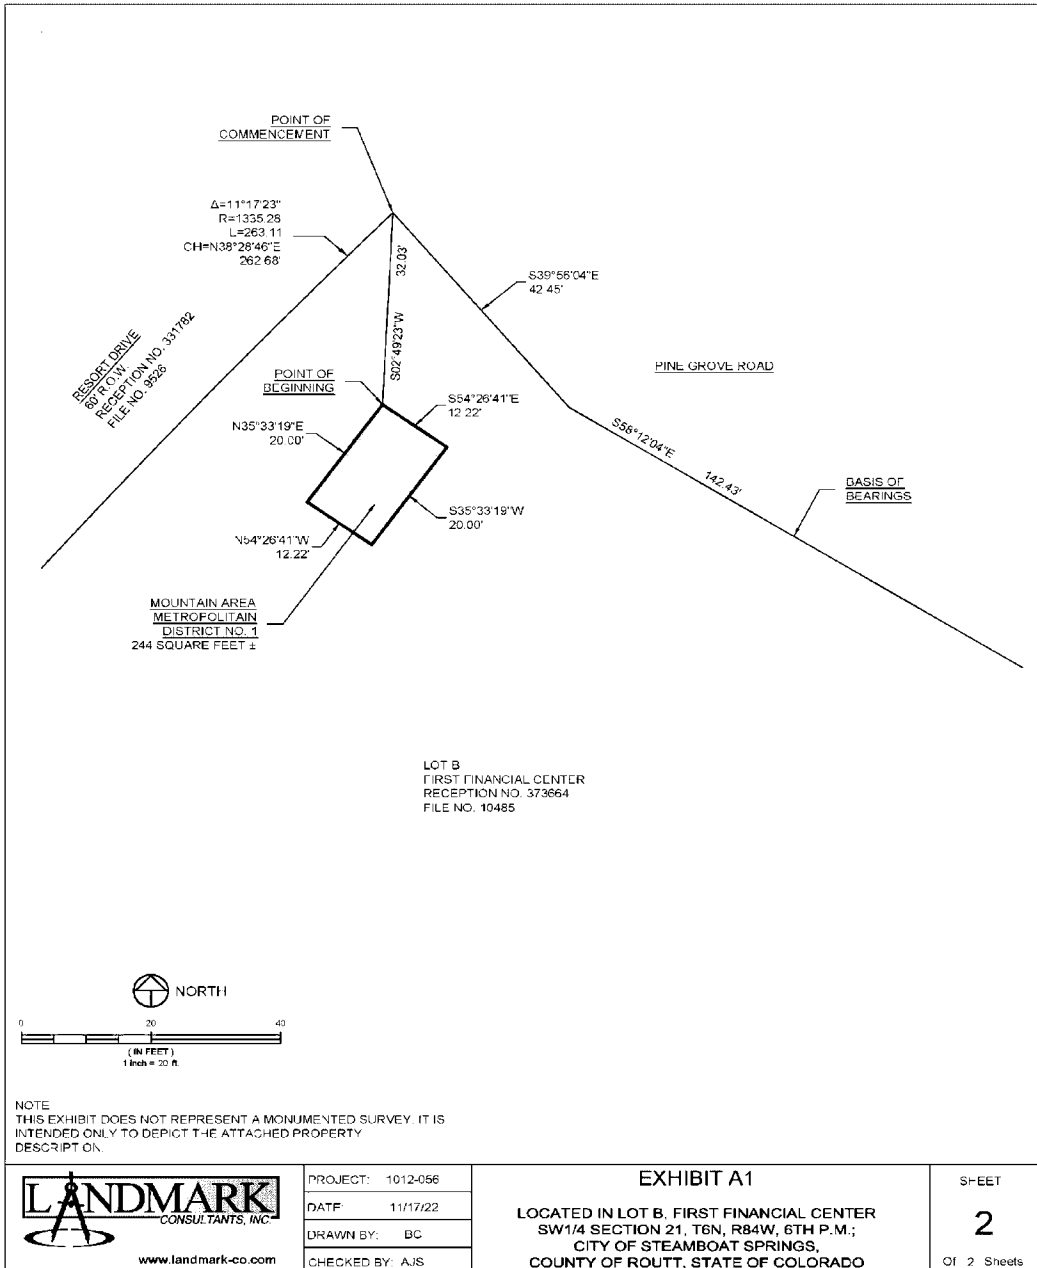 POINT OF
COMMENCEMENT
Δ=11°17'23"
R=1335.28
L=263.11
CH=N38°28'46"E
262.68'
32.03'
S02°49'23"W
S39°56'04"E
42.45'
RESORT DRIVE
60' R.O.W.
RECEPTION NO. 331782
FILE NO. 9526
PINE GROVE ROAD
POINT OF
BEGINNING
S54°26'41"E
12.22'
N35°33'19"E
20.00'
S58°12'04"E
142.43'
BASIS OF
BEARINGS
S35°33'19"W
20.00'
N54°26'41"W
12.22'
MOUNTAIN AREA
METROPOLITAIN
DISTRICT NO. 1
244 SQUARE FEET ±
LOT B
FIRST FINANCIAL CENTER
RECEPTION NO. 373664
FILE NO. 10485
NORTH
0 20 40
( IN FEET )
1 inch = 20 ft.
NOTE
THIS EXHIBIT DOES NOT REPRESENT A MONUMENTED SURVEY. IT IS
INTENDED ONLY TO DEPICT THE ATTACHED PROPERTY
DESCRIPTION.
LANDMARK
CONSULTANTS, INC.
www.landmark-co.com
PROJECT: 1012-056
DATE: 11/17/22
DRAWN BY: BC
CHECKED BY: AJS
EXHIBIT A1
LOCATED IN LOT B, FIRST FINANCIAL CENTER
SW1/4 SECTION 21, T6N, R84W, 6TH P.M.;
CITY OF STEAMBOAT SPRINGS,
COUNTY OF ROUTT, STATE OF COLORADO
SHEET
2
Of 2 Sheets